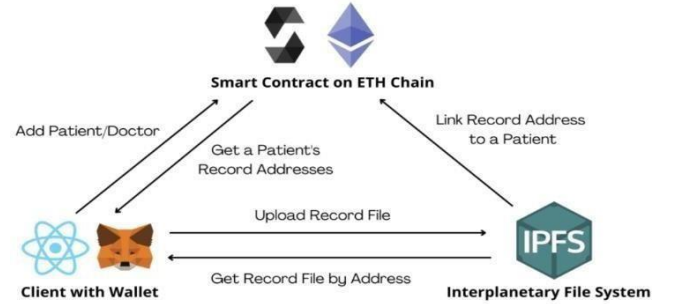 Smart Contract on ETH Chain
Add Patient/Doctor
Get a Patient's
Record Addresses
Link Record Address
to a Patient
Upload Record File
Get Record File by Address
IPFS
Client with Wallet
Interplanetary File System